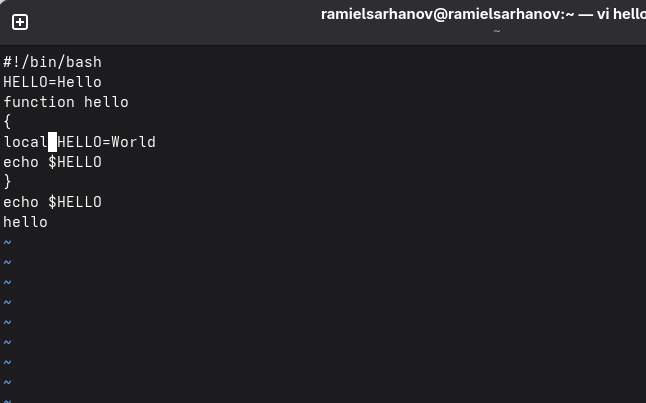 ramielsarhanov@ramielsarhanov:~ — vi hello
~
#!/bin/bash
HELLO=Hello
function hello
{
local HELLO=World
echo $HELLO
}
echo $HELLO
hello
~
~
~
~
~
~
~
~
~